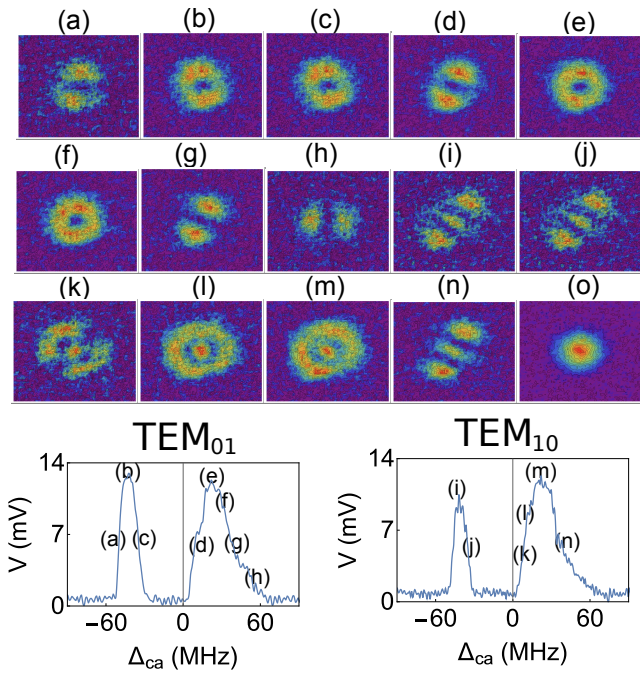 (a) (b) (c) (d) (e)
(f) (g) (h) (i) (j)
(k) (l) (m) (n) (o)
TEM₀₁ TEM₁₀
14 (b) (e) (f) (a) (c) (d) (g) (h)
7
0
V (mV)
−60 0 60
Δca (MHz)
14 (m) (i) (l) (j) (k) (n)
7
0
V (mV)
−60 0 60
Δca (MHz)